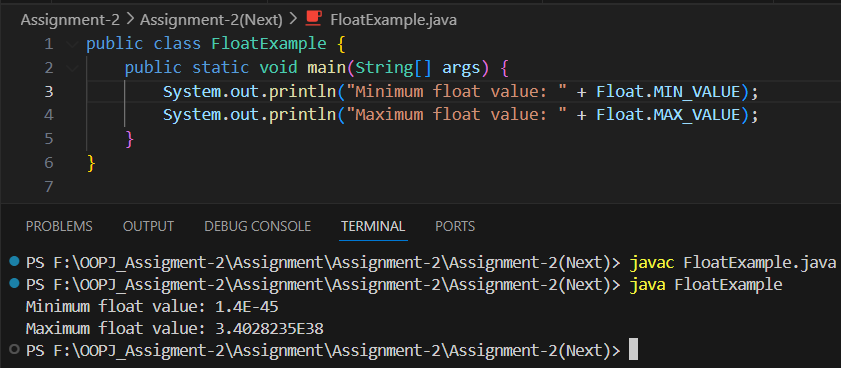 Assignment-2 > Assignment-2(Next) > FloatExample.java
1 public class FloatExample {
2 public static void main(String[] args) {
3 System.out.println("Minimum float value: " + Float.MIN_VALUE);
4 System.out.println("Maximum float value: " + Float.MAX_VALUE);
5 }
6 }
7
PROBLEMS OUTPUT DEBUG CONSOLE TERMINAL PORTS
PS F:\OOPJ_Assigment-2\Assignment\Assignment-2\Assignment-2(Next)> javac FloatExample.java
PS F:\OOPJ_Assigment-2\Assignment\Assignment-2\Assignment-2(Next)> java FloatExample
Minimum float value: 1.4E-45
Maximum float value: 3.4028235E38
PS F:\OOPJ_Assigment-2\Assignment\Assignment-2\Assignment-2(Next)>